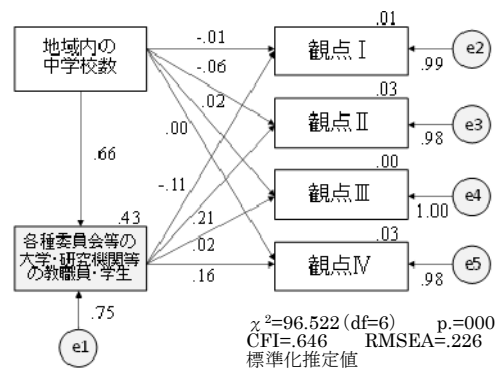 地域内の
中学校数
各種委員会等の
大学・研究機関等
の教職員・学生
観点Ⅰ
観点Ⅱ
観点Ⅲ
観点Ⅳ
e1
e2
e3
e4
e5
-.01
-.06
.02
.00
-.11
.21
.02
.16
.66
.43
.75
.01
.99
.03
.98
.00
1.00
.03
.98
χ²=96.522 (df=6) p.=000
CFI=.646 RMSEA=.226
標準化推定値